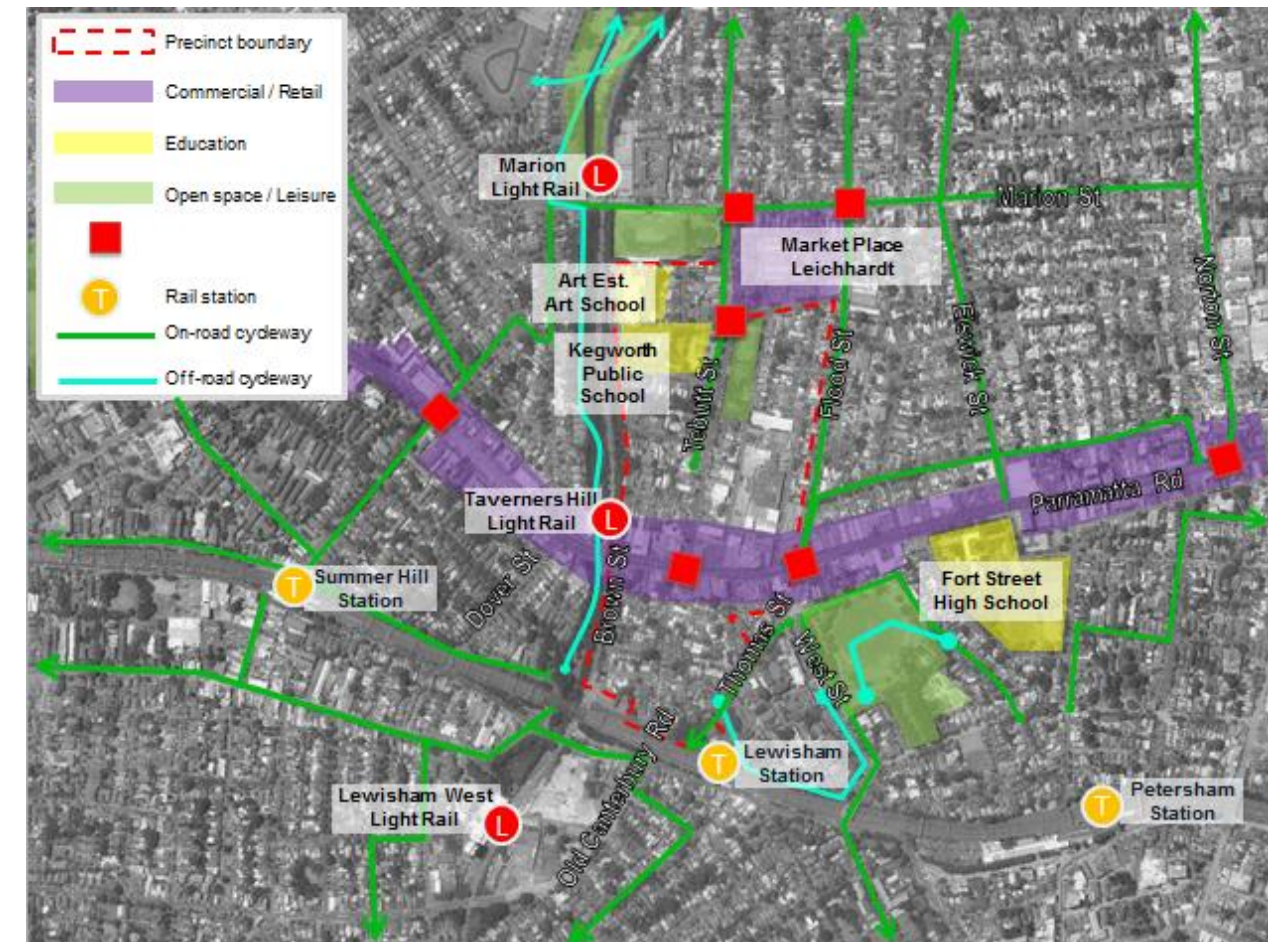 Precinct boundary
Commercial / Retail
Education
Open space / Leisure
T
Rail station
On-road cycleway
Off-road cycleway
Marion
Light Rail
L
Marion St
Market Place
Leichhardt
Art Est.
Art School
Kegworth
Public
School
Tebutt St
Flood St
Elswick St
Norton St
Parramatta Rd
Taverners Hill
Light Rail
L
Brown St
Dover St
T
Summer Hill
Station
Fort Street
High School
Thomas St
West St
Old Canterbury Rd
T
Lewisham
Station
Lewisham West
Light Rail
L
T
Petersham
Station